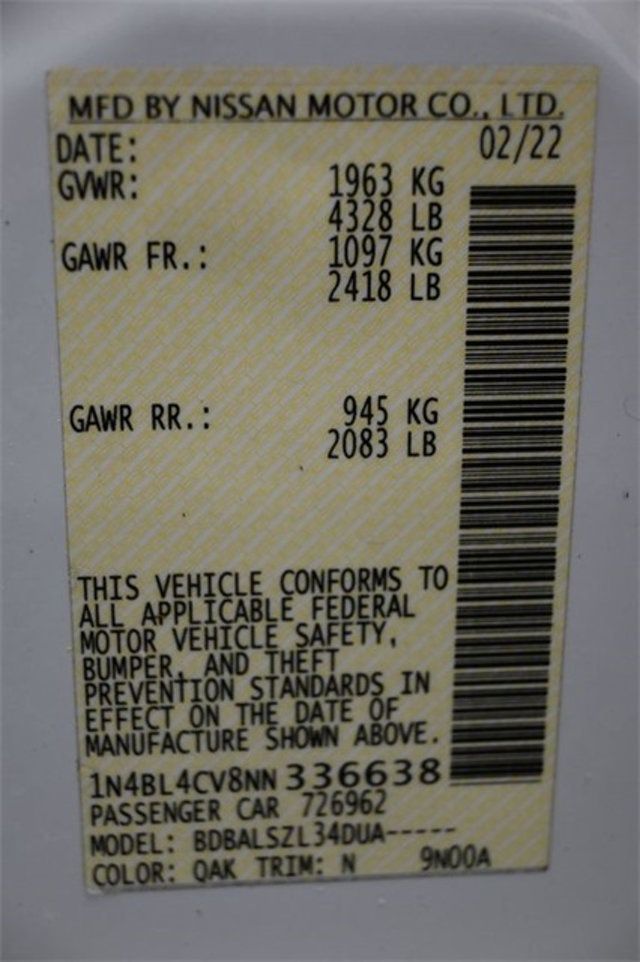 MFD BY NISSAN MOTOR CO., LTD.
DATE: 02/22
GVWR: 1963 KG
4328 LB
GAWR FR.: 1097 KG
2418 LB
GAWR RR.: 945 KG
2083 LB
THIS VEHICLE CONFORMS TO
ALL APPLICABLE FEDERAL
MOTOR VEHICLE SAFETY,
BUMPER, AND THEFT
PREVENTION STANDARDS IN
EFFECT ON THE DATE OF
MANUFACTURE SHOWN ABOVE.
1N4BL4CV8NN336638
PASSENGER CAR 726962
MODEL: BDBALSZL34DUA-----
COLOR: QAK TRIM: N 9N00A